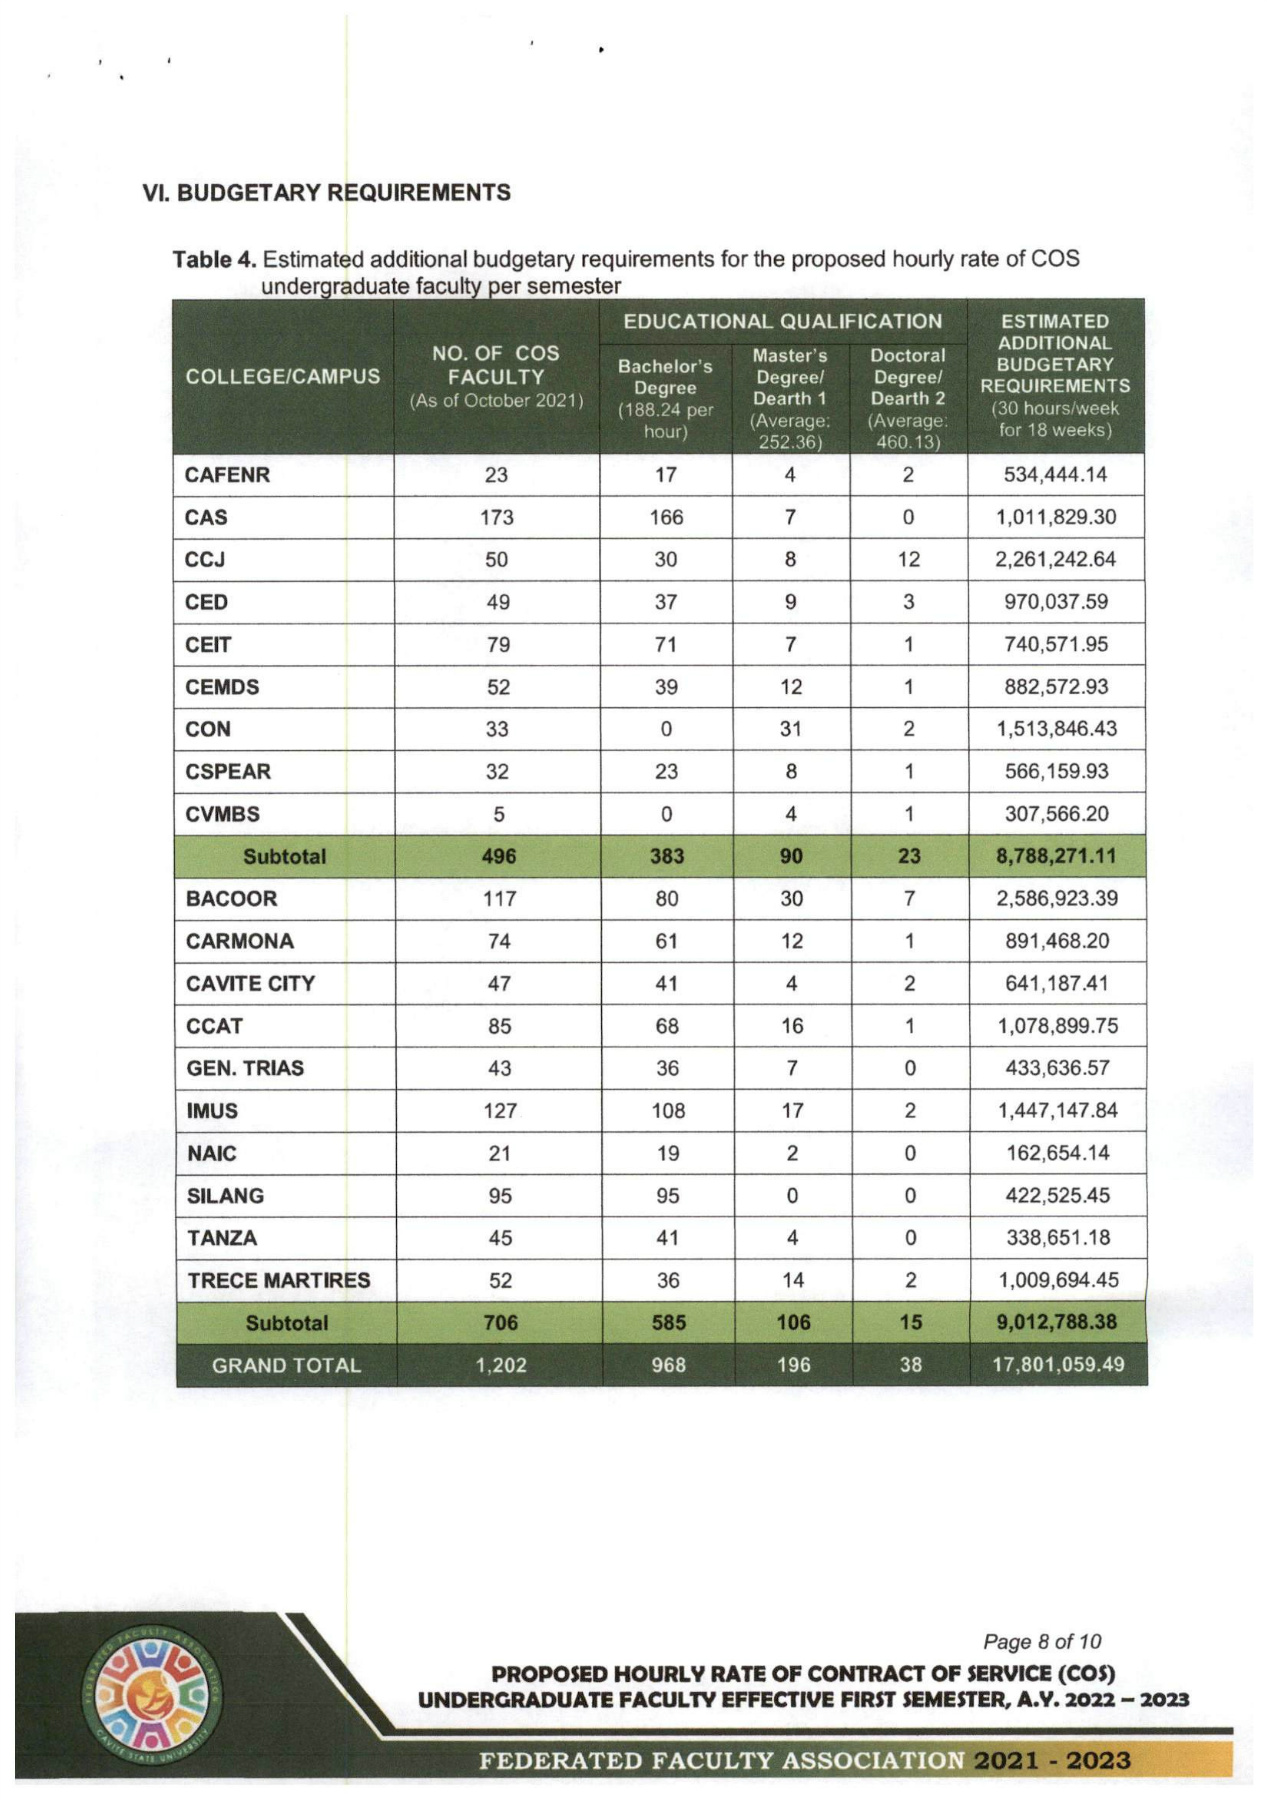 VI. BUDGETARY REQUIREMENTS
Table 4. Estimated additional budgetary requirements for the proposed hourly rate of COS
undergraduate faculty per semester
COLLEGE/CAMPUS
NO. OF COS
FACULTY
(As of October 2021)
EDUCATIONAL QUALIFICATION
Bachelor's
Degree
(188.24 per
hour)
Master's
Degree/
Dearth 1
(Average:
252.36)
Doctoral
Degree/
Dearth 2
(Average:
460.13)
ESTIMATED
ADDITIONAL
BUDGETARY
REQUIREMENTS
(30 hours/week
for 18 weeks)
CAFENR 23 17 4 2 534,444.14
CAS 173 166 7 0 1,011,829.30
CCJ 50 30 8 12 2,261,242.64
CED 49 37 9 3 970,037.59
CEIT 79 71 7 1 740,571.95
CEMDS 52 39 12 1 882,572.93
CON 33 0 31 2 1,513,846.43
CSPEAR 32 23 8 1 566,159.93
CVMBS 5 0 4 1 307,566.20
Subtotal 496 383 90 23 8,788,271.11
BACOOR 117 80 30 7 2,586,923.39
CARMONA 74 61 12 1 891,468.20
CAVITE CITY 47 41 4 2 641,187.41
CCAT 85 68 16 1 1,078,899.75
GEN. TRIAS 43 36 7 0 433,636.57
IMUS 127 108 17 2 1,447,147.84
NAIC 21 19 2 0 162,654.14
SILANG 95 95 0 0 422,525.45
TANZA 45 41 4 0 338,651.18
TRECE MARTIRES 52 36 14 2 1,009,694.45
Subtotal 706 585 106 15 9,012,788.38
GRAND TOTAL 1,202 968 196 38 17,801,059.49
Page 8 of 10
PROPOSED HOURLY RATE OF CONTRACT OF SERVICE (COS)
UNDERGRADUATE FACULTY EFFECTIVE FIRST SEMESTER, A.Y. 2022 – 2023
FEDERATED FACULTY ASSOCIATION
CAVITE STATE UNIVERSITY
FEDERATED FACULTY ASSOCIATION 2021 - 2023